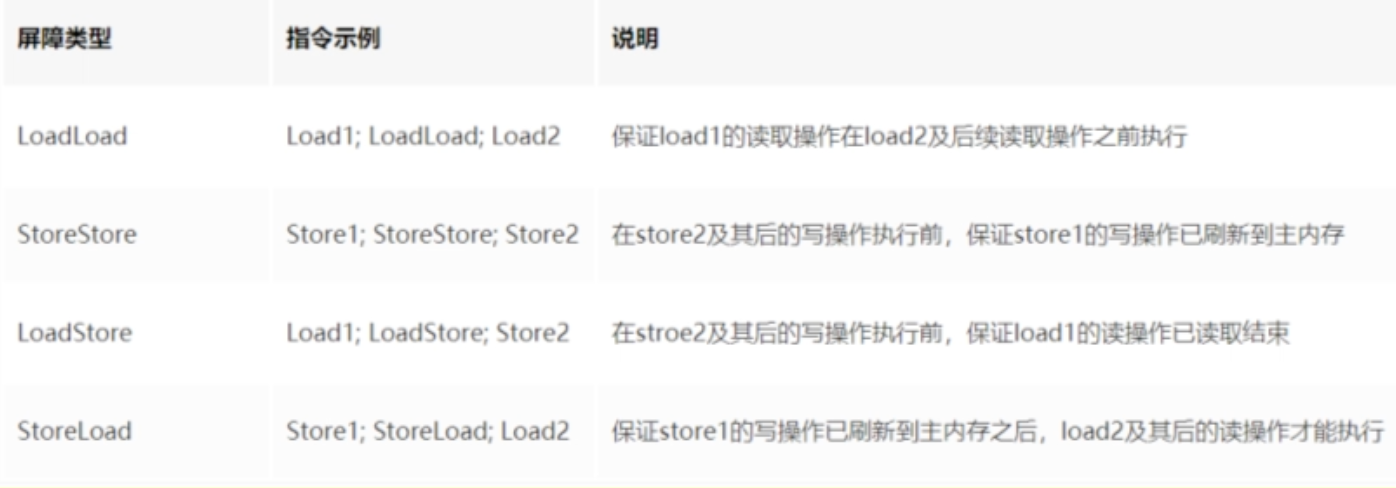 屏障类型 指令示例 说明
LoadLoad Load1; LoadLoad; Load2 保证load1的读取操作在load2及后续读取操作之前执行
StoreStore Store1; StoreStore; Store2 在store2及其后的写操作执行前，保证store1的写操作已刷新到主内存
LoadStore Load1; LoadStore; Store2 在stroe2及其后的写操作执行前，保证load1的读操作已读取结束
StoreLoad Store1; StoreLoad; Load2 保证store1的写操作已刷新到主内存之后，load2及其后的读操作才能执行